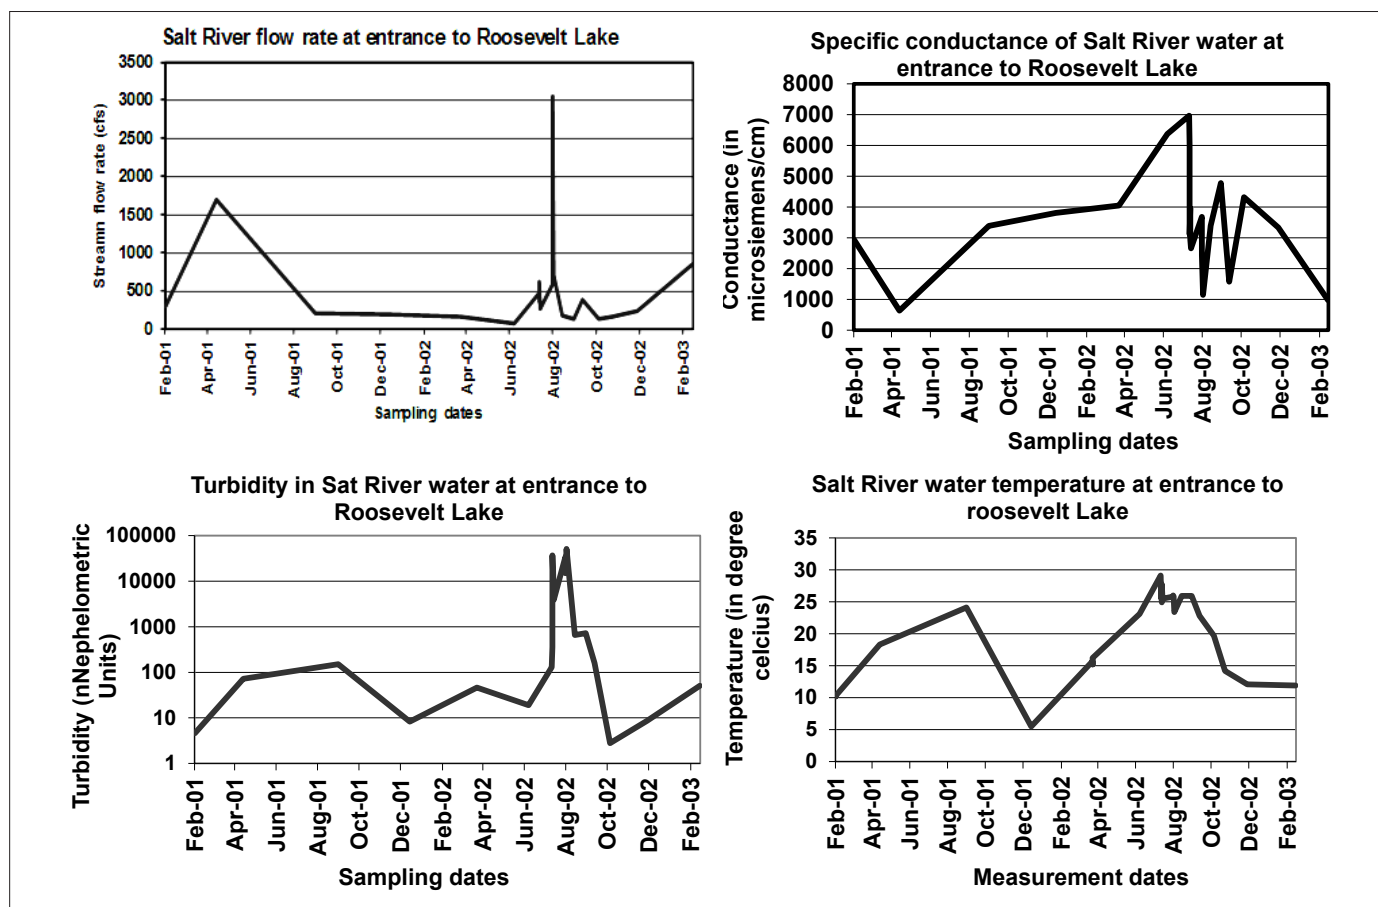 Salt River flow rate at entrance to Roosevelt Lake
Streamn flow rate (cfs)
3500
3000
2500
2000
1500
1000
500
0
Feb-01
Apr-01
Jun-01
Aug-01
Oct-01
Dec-01
Feb-02
Apr-02
Jun-02
Aug-02
Oct-02
Dec-02
Feb-03
Sampling dates
Specific conductance of Salt River water at
entrance to Roosevelt Lake
Conductance (in
microsiemens/cm)
8000
7000
6000
5000
4000
3000
2000
1000
0
Feb-01
Apr-01
Jun-01
Aug-01
Oct-01
Dec-01
Feb-02
Apr-02
Jun-02
Aug-02
Oct-02
Dec-02
Feb-03
Sampling dates
Turbidity in Sat River water at entrance to
Roosevelt Lake
Turbidity (nNephelometric
Units)
100000
10000
1000
100
10
1
Feb-01
Apr-01
Jun-01
Aug-01
Oct-01
Dec-01
Feb-02
Apr-02
Jun-02
Aug-02
Oct-02
Dec-02
Feb-03
Sampling dates
Salt River water temperature at entrance to
roosevelt Lake
Temperature (in degree
celcius)
35
30
25
20
15
10
5
0
Feb-01
Apr-01
Jun-01
Aug-01
Oct-01
Dec-01
Feb-02
Apr-02
Jun-02
Aug-02
Oct-02
Dec-02
Feb-03
Measurement dates